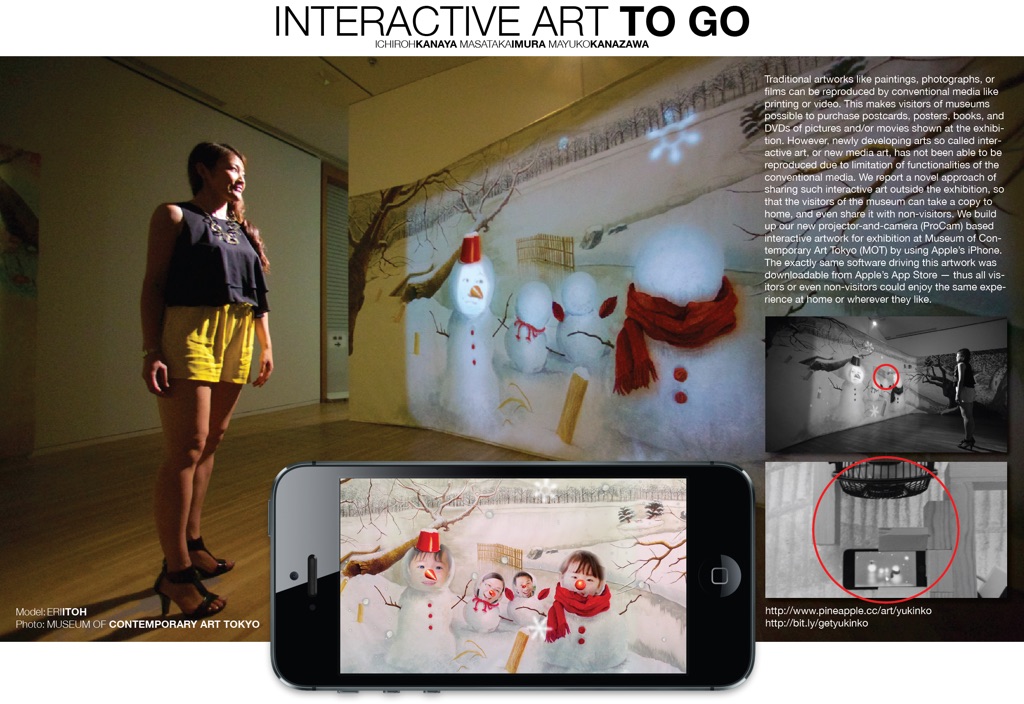 INTERACTIVE ART TO GO
ICHIROHKANAYA MASATAKAIMURA MAYUKOKANAZAWA
Traditional artworks like paintings, photographs, or
films can be reproduced by conventional media like
printing or video. This makes visitors of museums
possible to purchase postcards, posters, books, and
DVDs of pictures and/or movies shown at the exhibi-
tion. However, newly developing arts so called inter-
active art, or new media art, has not been able to be
reproduced due to limitation of functionalities of the
conventional media. We report a novel approach of
sharing such interactive art outside the exhibition, so
that the visitors of the museum can take a copy to
home, and even share it with non-visitors. We build
up our new projector-and-camera (ProCam) based
interactive artwork for exhibition at Museum of Con-
temporary Art Tokyo (MOT) by using Apple's iPhone.
The exactly same software driving this artwork was
downloadable from Apple's App Store — thus all vis-
itors or even non-visitors could enjoy the same expe-
rience at home or wherever they like.
Model: ERIITOH
Photo: MUSEUM OF CONTEMPORARY ART TOKYO
http://www.pineapple.cc/art/yukinko
http://bit.ly/getyukinko